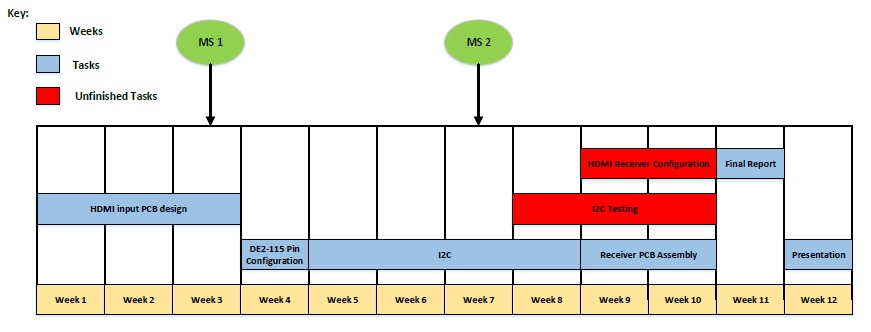 Key:
Weeks
Tasks
Unfinished Tasks
MS 1
MS 2
HDMI Receiver Configuration
Final Report
HDMI input PCB design
I2C Testing
DE2-115 Pin
Configuration
I2C
Receiver PCB Assembly
Presentation
Week 1
Week 2
Week 3
Week 4
Week 5
Week 6
Week 7
Week 8
Week 9
Week 10
Week 11
Week 12